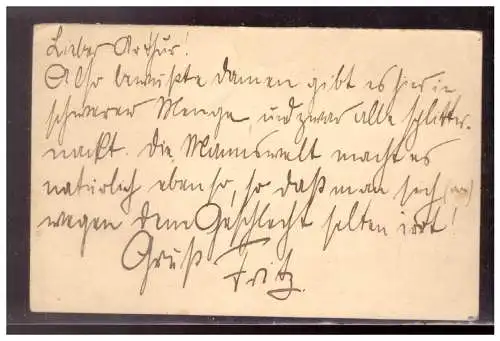 Lieber Arthur!
Also bewußte Damen gibt es hier in
schwerer Menge und zwar alle splitter-
nackt. Die Mannswelt macht es
natürlich ebenso, so daß man sich
wegen dem Geschlecht selten irrt!
Gruß Fritz.